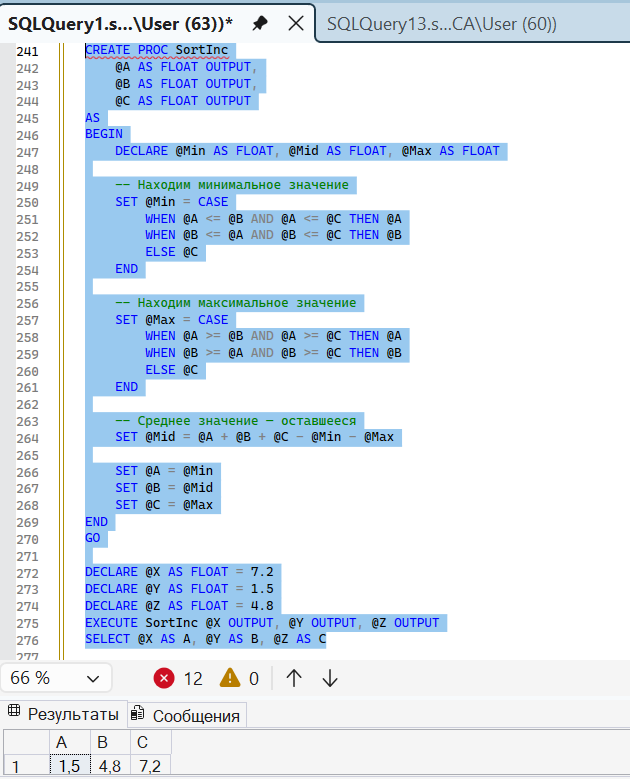 SQLQuery1.s...\User (63))*
SQLQuery13.s...CA\User (60))
241 CREATE PROC SortInc
242 @A AS FLOAT OUTPUT,
243 @B AS FLOAT OUTPUT,
244 @C AS FLOAT OUTPUT
245 AS
246 BEGIN
247 DECLARE @Min AS FLOAT, @Mid AS FLOAT, @Max AS FLOAT
248
249 -- Находим минимальное значение
250 SET @Min = CASE
251 WHEN @A <= @B AND @A <= @C THEN @A
252 WHEN @B <= @A AND @B <= @C THEN @B
253 ELSE @C
254 END
255
256 -- Находим максимальное значение
257 SET @Max = CASE
258 WHEN @A >= @B AND @A >= @C THEN @A
259 WHEN @B >= @A AND @B >= @C THEN @B
260 ELSE @C
261 END
262
263 -- Среднее значение — оставшееся
264 SET @Mid = @A + @B + @C - @Min - @Max
265
266 SET @A = @Min
267 SET @B = @Mid
268 SET @C = @Max
269 END
270 GO
271
272 DECLARE @X AS FLOAT = 7.2
273 DECLARE @Y AS FLOAT = 1.5
274 DECLARE @Z AS FLOAT = 4.8
275 EXECUTE SortInc @X OUTPUT, @Y OUTPUT, @Z OUTPUT
276 SELECT @X AS A, @Y AS B, @Z AS C
277
66 % 12 0
Результаты Сообщения
A B C
1 1,5 4,8 7,2